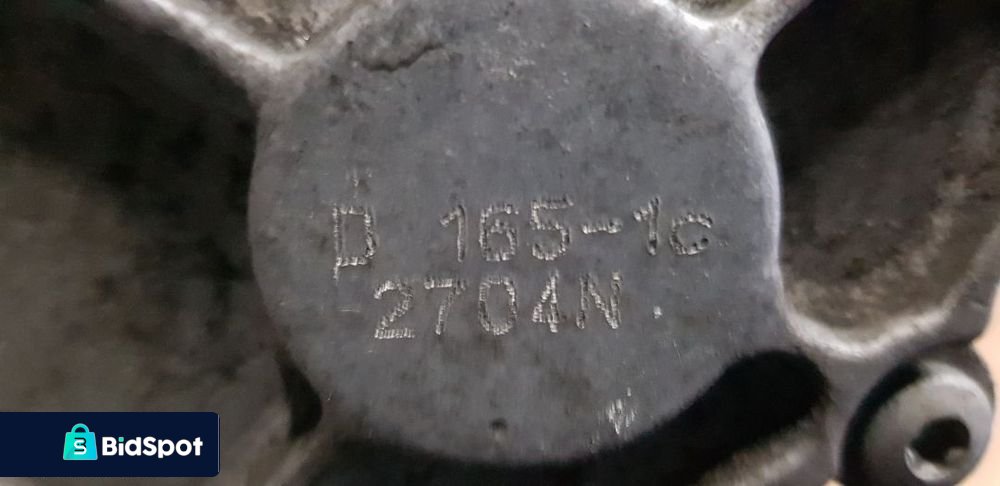 D 165-1c
2704N
BidSpot